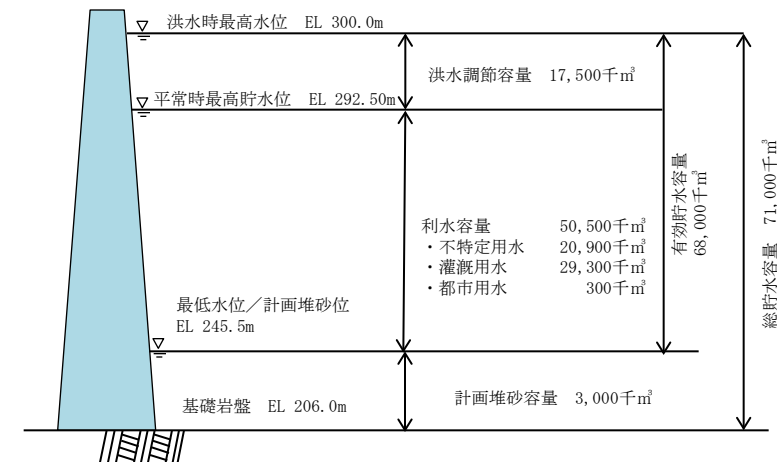 洪水時最高水位　EL 300.0m
洪水調節容量　17,500千㎥
平常時最高貯水位　EL 292.50m
有効貯水容量
68,000千㎥
総貯水容量　71,000千㎥
利水容量　50,500千㎥
・不特定用水　20,900千㎥
・灌漑用水　29,300千㎥
・都市用水　300千㎥
最低水位／計画堆砂位
EL 245.5m
基礎岩盤　EL 206.0m
計画堆砂容量　3,000千㎥